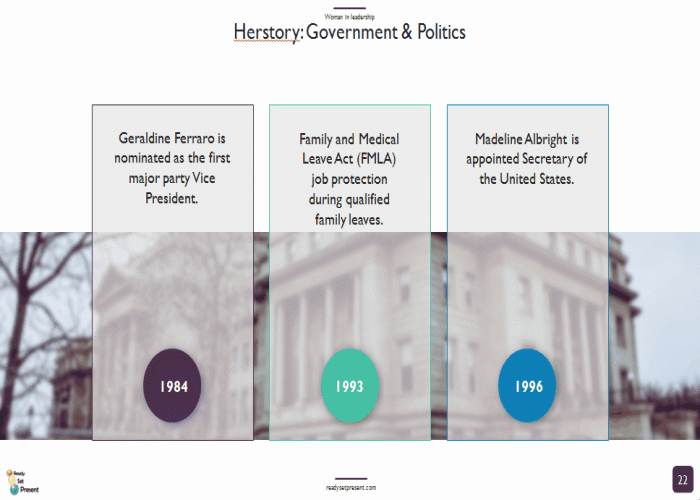 Woman in leadership
Herstory: Government & Politics
Geraldine Ferraro is
nominated as the first
major party Vice
President.
Family and Medical
Leave Act (FMLA)
job protection
during qualified
family leaves.
Madeline Albright is
appointed Secretary of
the United States.
1984
1993
1996
Ready
Set
Present
readysetpresent.com
22